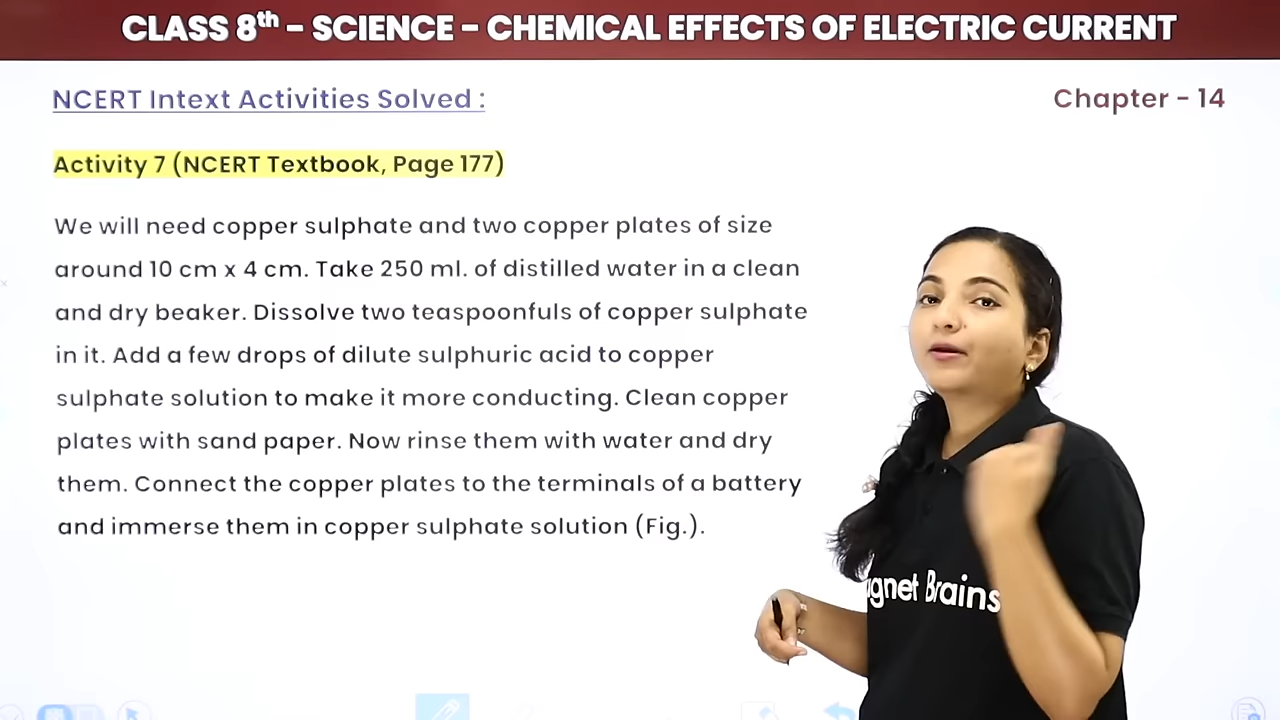 CLASS 8th - SCIENCE - CHEMICAL EFFECTS OF ELECTRIC CURRENT
NCERT Intext Activities Solved :
Chapter - 14
Activity 7 (NCERT Textbook, Page 177)
We will need copper sulphate and two copper plates of size
around 10 cm x 4 cm. Take 250 ml. of distilled water in a clean
and dry beaker. Dissolve two teaspoonfuls of copper sulphate
in it. Add a few drops of dilute sulphuric acid to copper
sulphate solution to make it more conducting. Clean copper
plates with sand paper. Now rinse them with water and dry
them. Connect the copper plates to the terminals of a battery
and immerse them in copper sulphate solution (Fig.).
gnet Brains